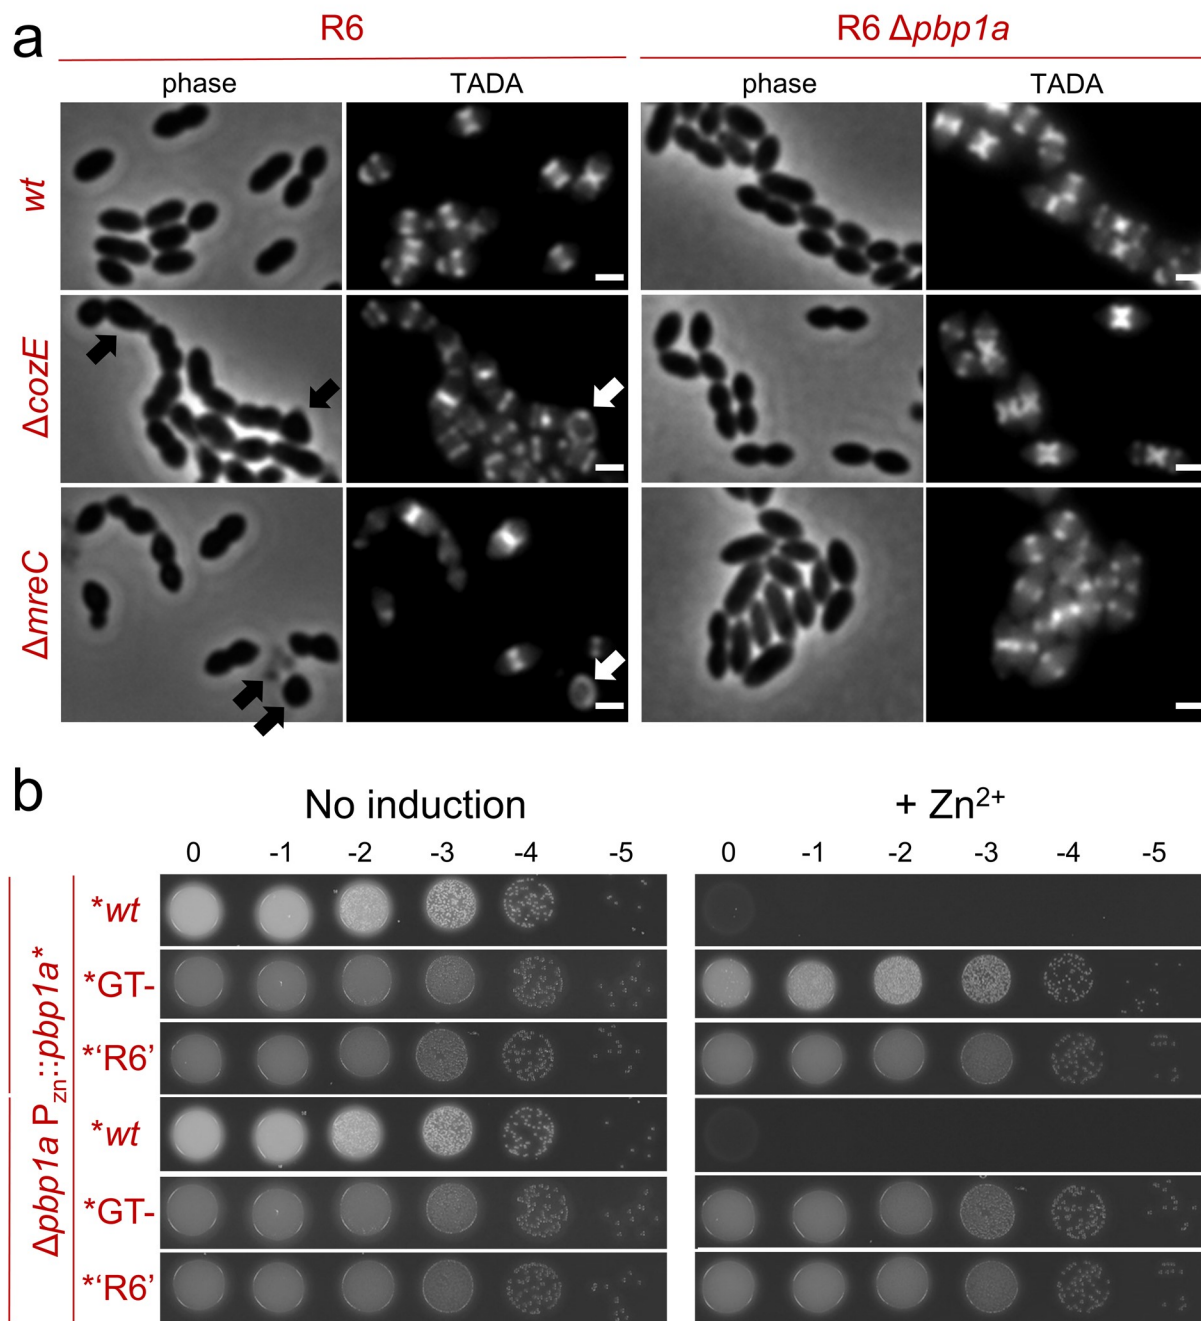 a
R6
R6 Δpbp1a
phase
TADA
phase
TADA
wt
ΔcozE
ΔmreC
b
No induction
+ Zn²⁺
0 -1 -2 -3 -4 -5
0 -1 -2 -3 -4 -5
Δpbp1a Pzn::pbp1a*
*wt
*GT-
*‘R6’
*wt
*GT-
*‘R6’